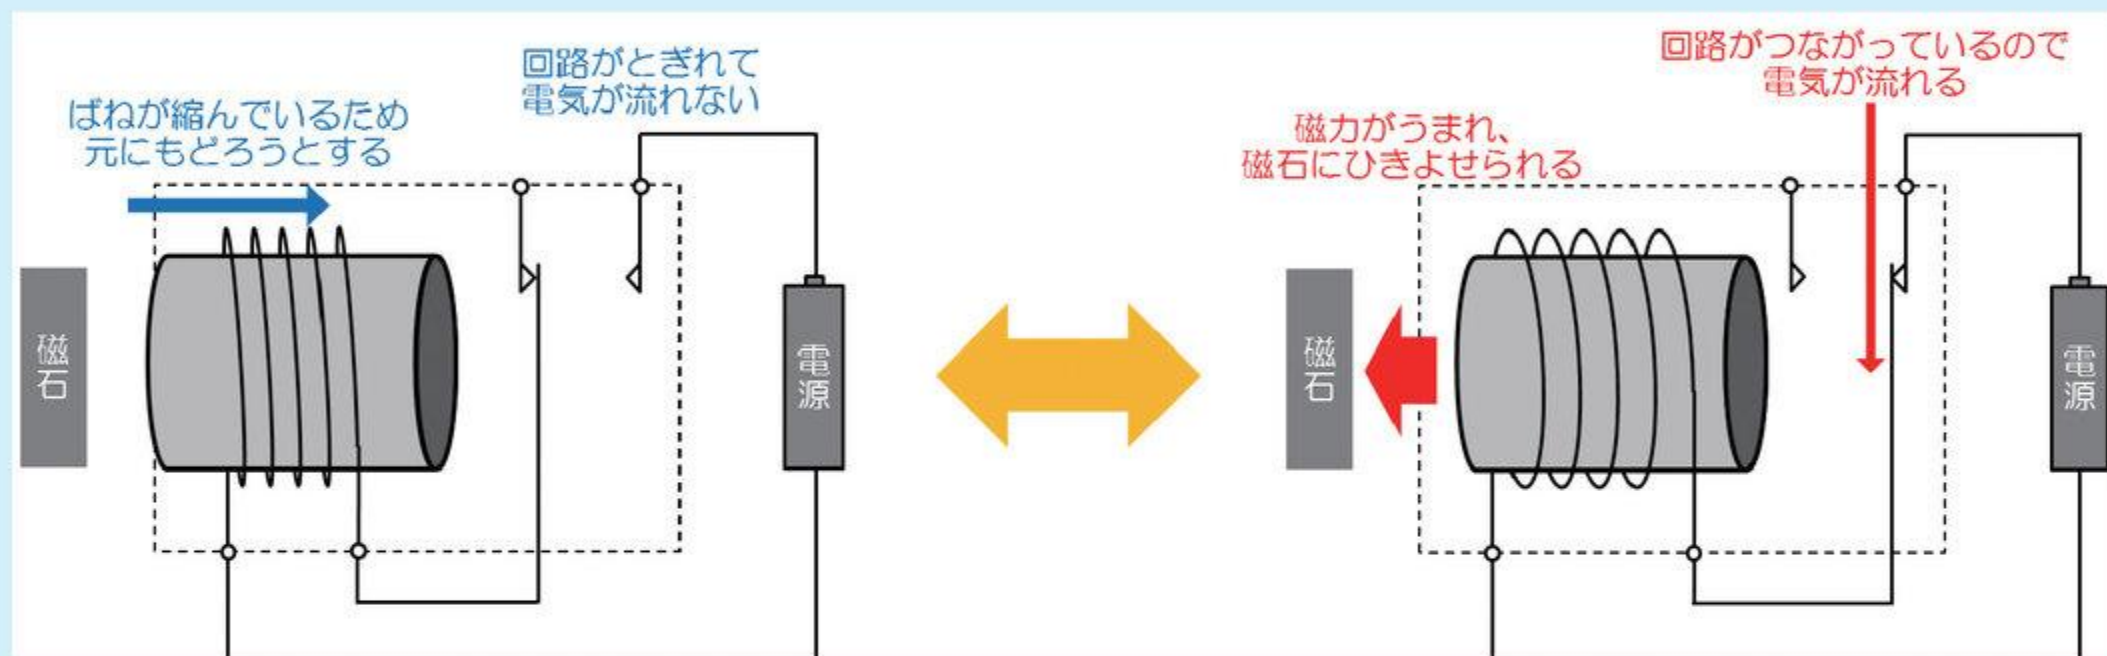 ばねが縮んでいるため
元にもどろうとする
回路がとぎれて
電気が流れない
磁石
電源
磁力がうまれ、
磁石にひきよせられる
回路がつながっているので
電気が流れる
磁石
電源